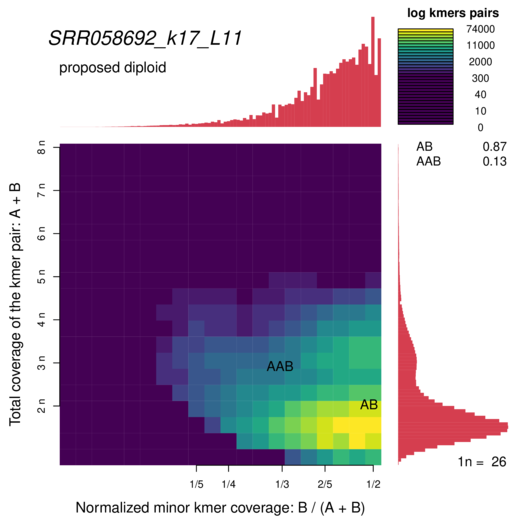 SRR058692_k17_L11
proposed diploid
log kmers pairs
74000
11000
2000
300
40
10
0
AB 0.87
AAB 0.13
Total coverage of the kmer pair: A + B
8 n
7 n
6 n
5 n
4 n
3 n
2 n
AAB
AB
1n = 26
1/5 1/4 1/3 2/5 1/2
Normalized minor kmer coverage: B / (A + B)